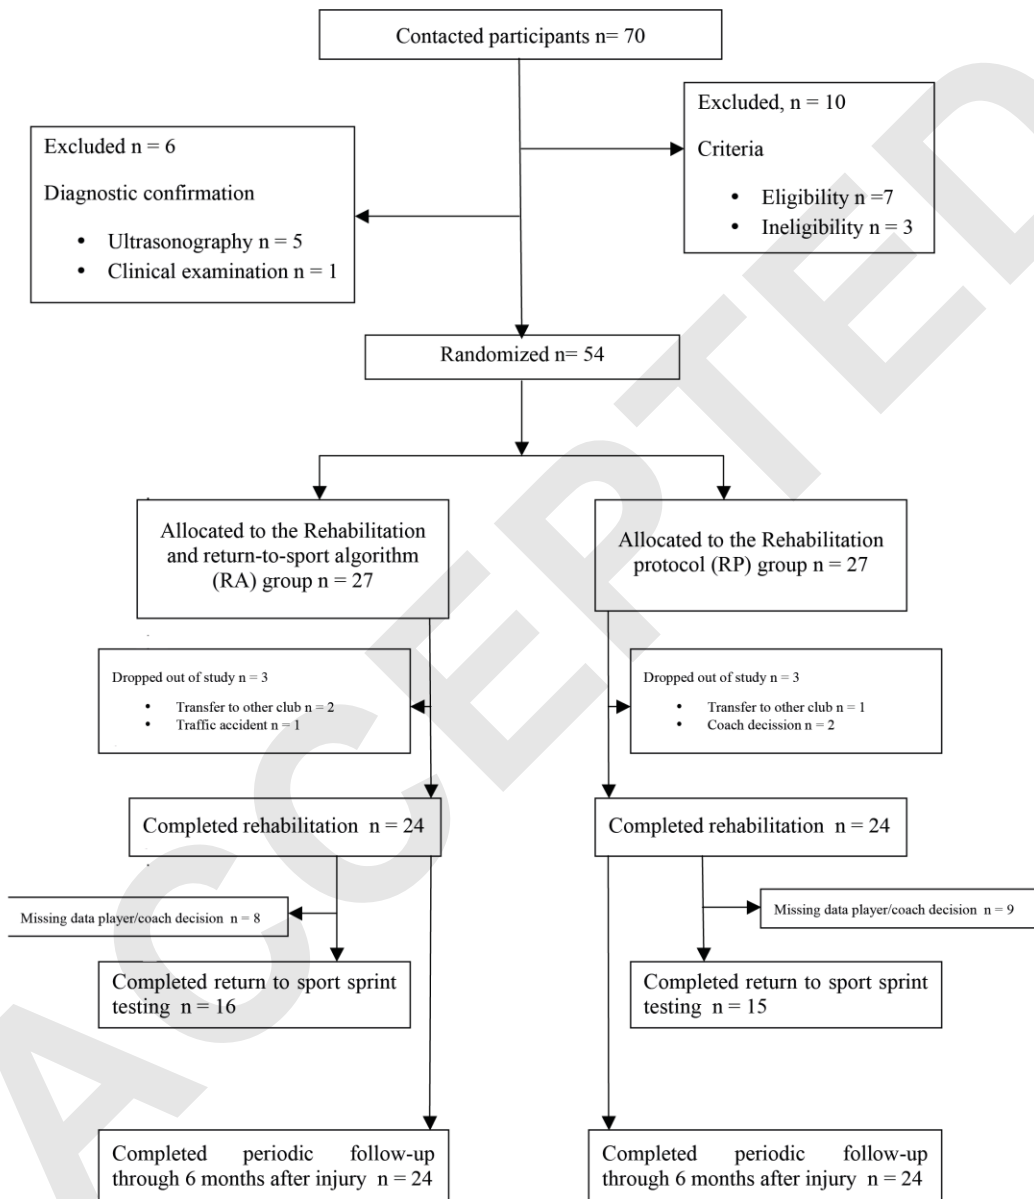 Contacted participants n= 70
Excluded, n = 10
Criteria
• Eligibility n =7
• Ineligibility n = 3
Excluded n = 6
Diagnostic confirmation
• Ultrasonography n = 5
• Clinical examination n = 1
Randomized n= 54
Allocated to the Rehabilitation
and return-to-sport algorithm
(RA) group n = 27
Allocated to the Rehabilitation
protocol (RP) group n = 27
Dropped out of study n = 3
• Transfer to other club n = 2
• Traffic accident n = 1
Dropped out of study n = 3
• Transfer to other club n = 1
• Coach decission n = 2
Completed rehabilitation n = 24
Completed rehabilitation n = 24
Missing data player/coach decision n = 8
Missing data player/coach decision n = 9
Completed return to sport sprint
testing n = 16
Completed return to sport sprint
testing n = 15
Completed periodic follow-up
through 6 months after injury n = 24
Completed periodic follow-up
through 6 months after injury n = 24
ACCEPTED